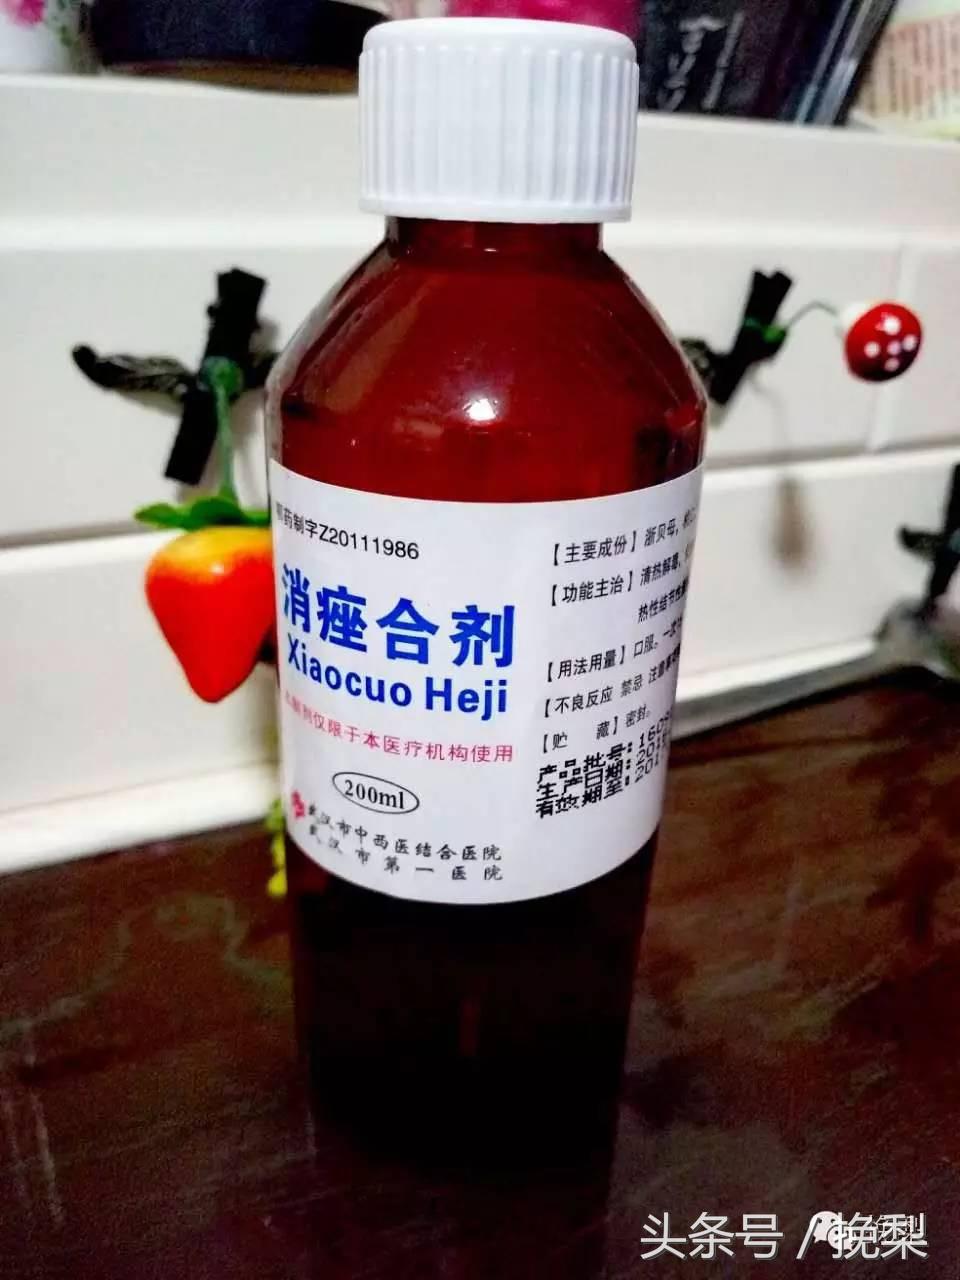 药制字Z20111986
消痤合剂
Xiaocuo Heji
制剂仅限于本医疗机构使用
200ml
武汉市中西医结合医院
武汉市第一医院
【主要成份】浙贝母，
【功能主治】清热解毒，
热性结节性
【用法用量】口服。一次
【不良反应 禁忌 注意
【贮 藏】密封。
产品批号：160
生产日期：201
有效期至：201
头条号 / 挽梨